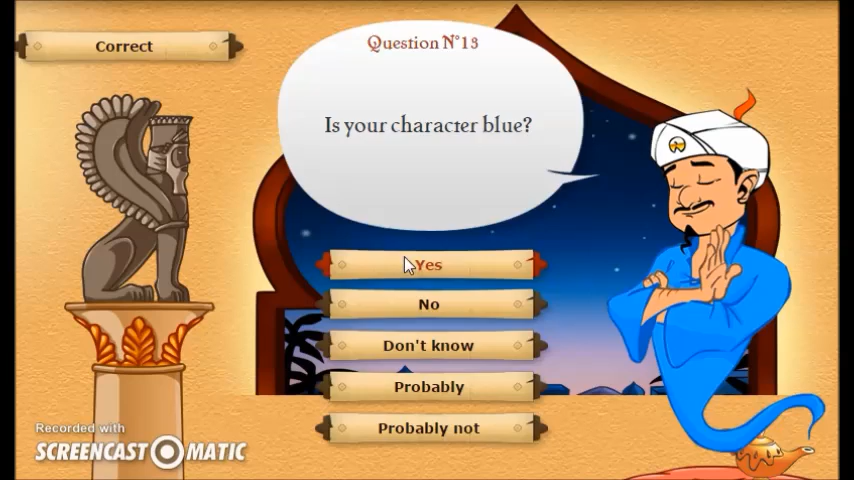 Correct
Question N°13
Is your character blue?
Yes
No
Don't know
Probably
Probably not
Recorded with
SCREENCAST O MATIC